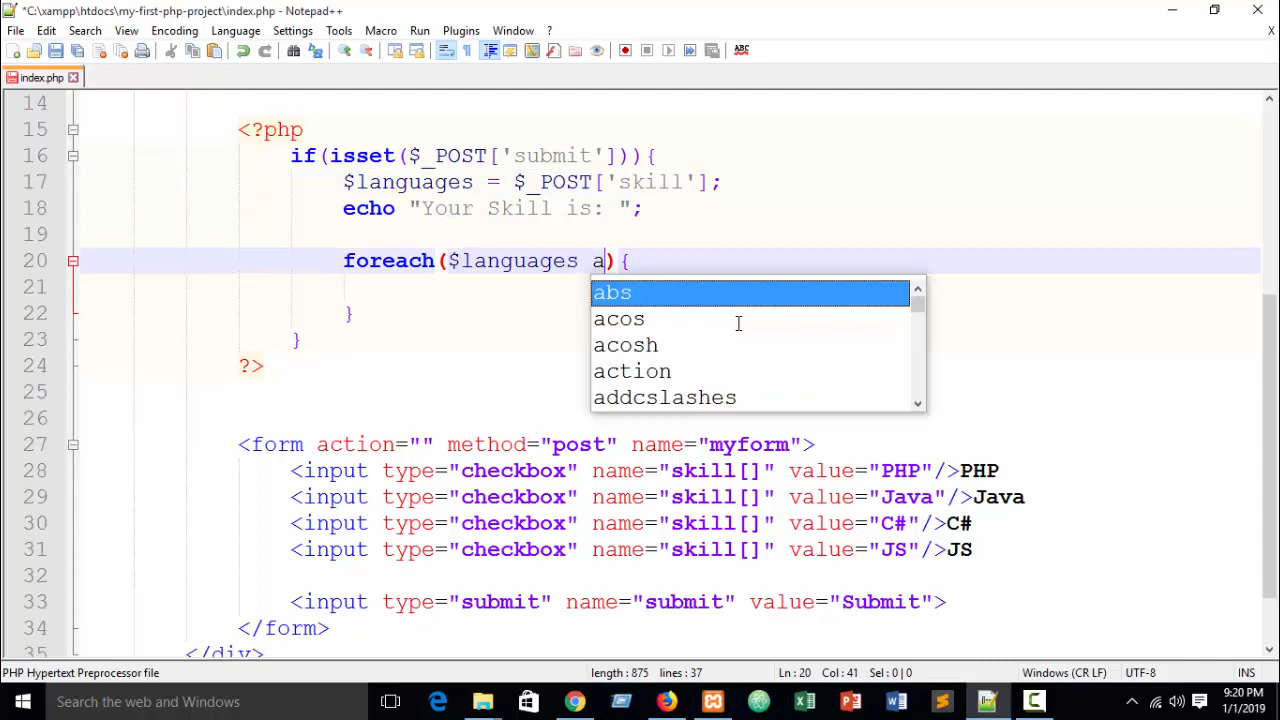 *C:\xampp\htdocs\my-first-php-project\index.php - Notepad++
File Edit Search View Encoding Language Settings Tools Macro Run Plugins Window ? X
ABC
index.php
14
15 <?php
16 if(isset($_POST['submit'])){
17 $languages = $_POST['skill'];
18 echo "Your Skill is: ";
19
20 foreach($languages a){
21
abs
22 }
acos
23 }
acosh
24 ?>
action
25
addcslashes
26
27 <form action="" method="post" name="myform">
28 <input type="checkbox" name="skill[]" value="PHP"/>PHP
29 <input type="checkbox" name="skill[]" value="Java"/>Java
30 <input type="checkbox" name="skill[]" value="C#"/>C#
31 <input type="checkbox" name="skill[]" value="JS"/>JS
32
33 <input type="submit" name="submit" value="Submit">
34 </form>
35 </div>
PHP Hypertext Preprocessor file length : 875 lines : 37 Ln : 20 Col : 41 Sel : 0 | 0 Windows (CR LF) UTF-8 INS
Search the web and Windows
9:20 PM
1/1/2019